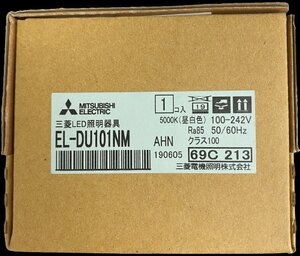 MITSUBISHI
ELECTRIC
1 コ入
三菱LED照明器具
5000K(昼白色) 100-242V
EL-DU101NM
AHN
Ra85 50/60Hz
クラス100
190605
69C 213
三菱電機照明株式会社